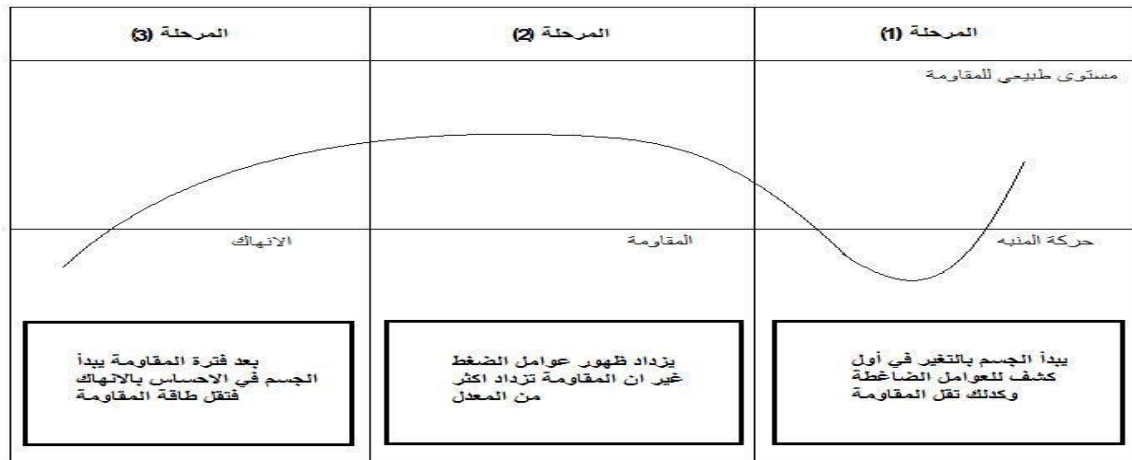 المرحلة (1)
المرحلة (2)
المرحلة (3)
مستوى طبيعي للمقاومة
حركة المنبه
المقاومة
الانهاك
يبدأ الجسم بالتغير في أول
كشف للعوامل الضاغطة
وكدلك تقل المقاومة
يزداد ظهور عوامل الضغط
غير ان المقاومة تزداد اكثر
من المعدل
بعد فترة المقاومة يبدأ
الجسم في الاحساس بالانهاك
فتقل طاقة المقاومة